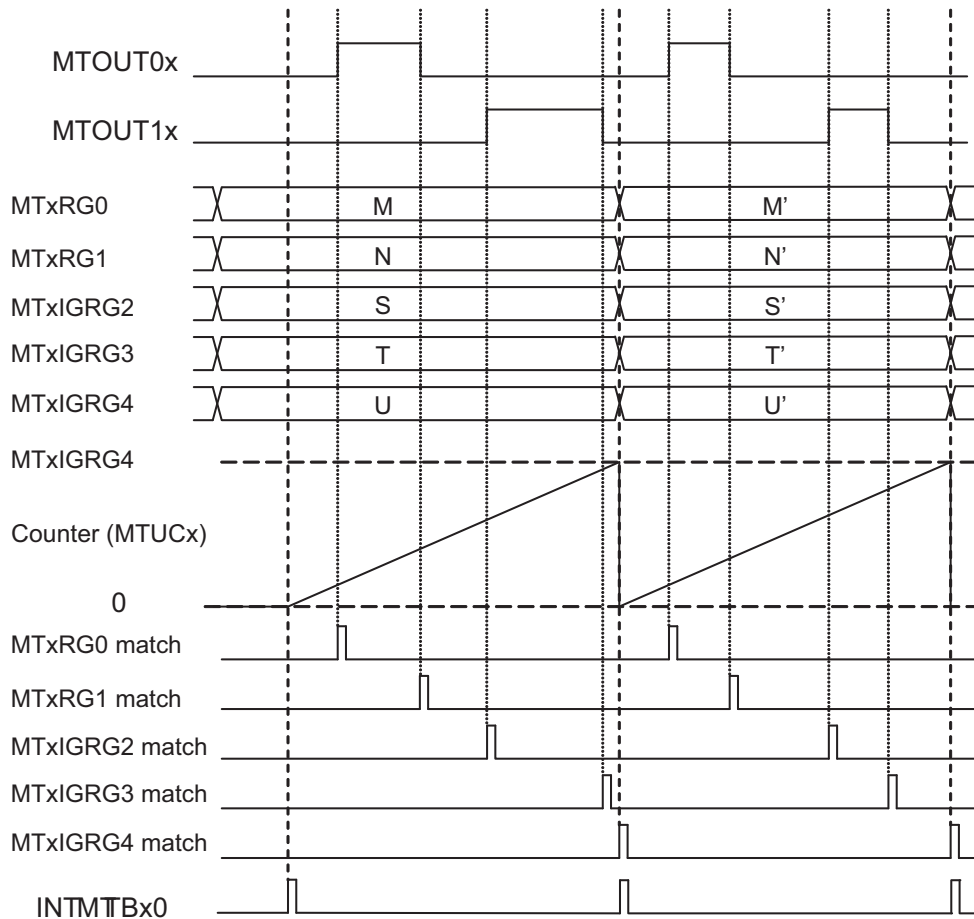 MTOUT0x
MTOUT1x
MTxRG0 M M’
MTxRG1 N N’
MTxIGRG2 S S’
MTxIGRG3 T T’
MTxIGRG4 U U’
MTxIGRG4
Counter (MTUCx)
0
MTxRG0 match
MTxRG1 match
MTxIGRG2 match
MTxIGRG3 match
MTxIGRG4 match
INTMTTBx0